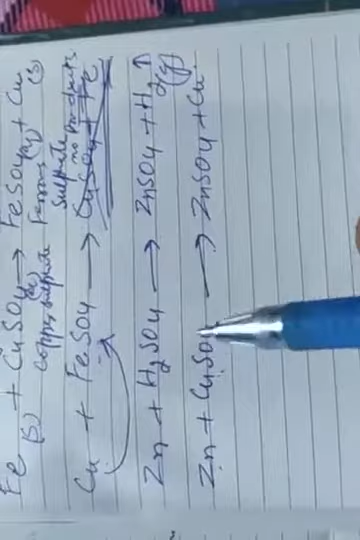 Fe + CuSO4 → FeSO4 + Cu
(s) (aq) (aq) (s)
copper sulphate Ferrous sulphate
no products
Cu + FeSO4 → CuSO4 + Fe
Zn + H2SO4 → ZnSO4 + H2↑
(g)
Zn + CuSO4 → ZnSO4 + Cu